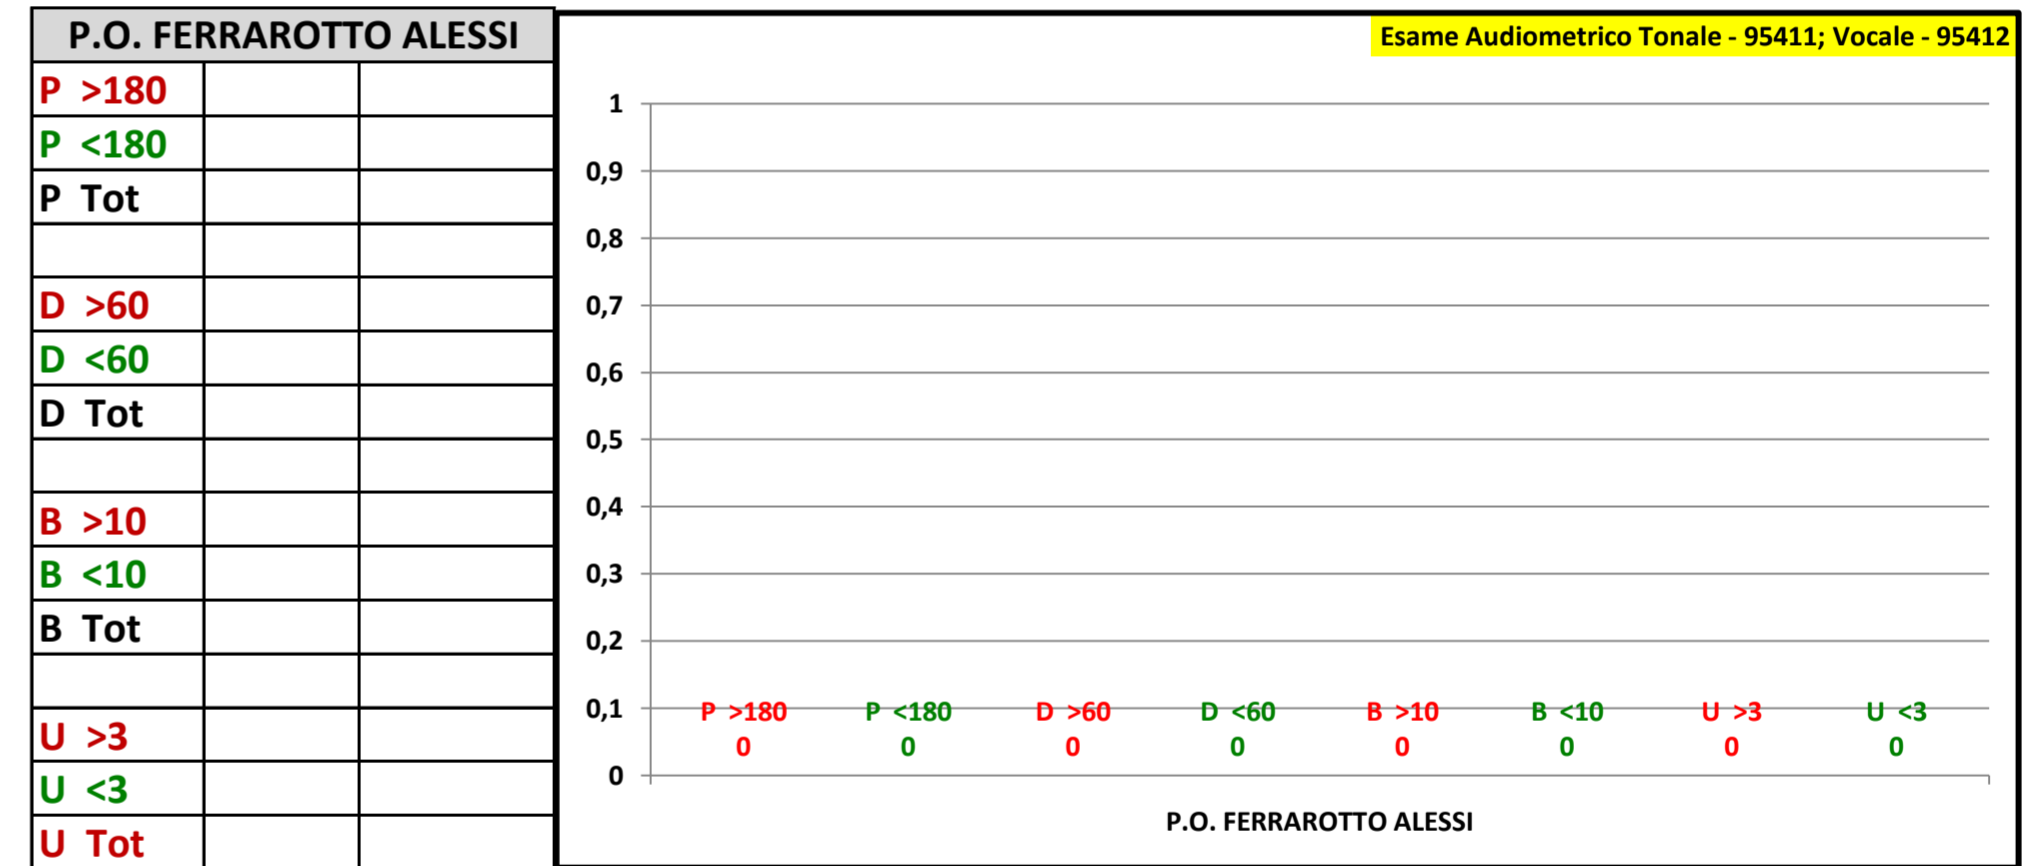 P.O. FERRAROTTO ALESSI
P >180
P <180
P Tot
D >60
D <60
D Tot
B >10
B <10
B Tot
U >3
U <3
U Tot
Esame Audiometrico Tonale - 95411; Vocale - 95412
1
0,9
0,8
0,7
0,6
0,5
0,4
0,3
0,2
0,1
0
P >180 P <180 D >60 D <60 B >10 B <10 U >3 U <3
0 0 0 0 0 0 0 0
P.O. FERRAROTTO ALESSI